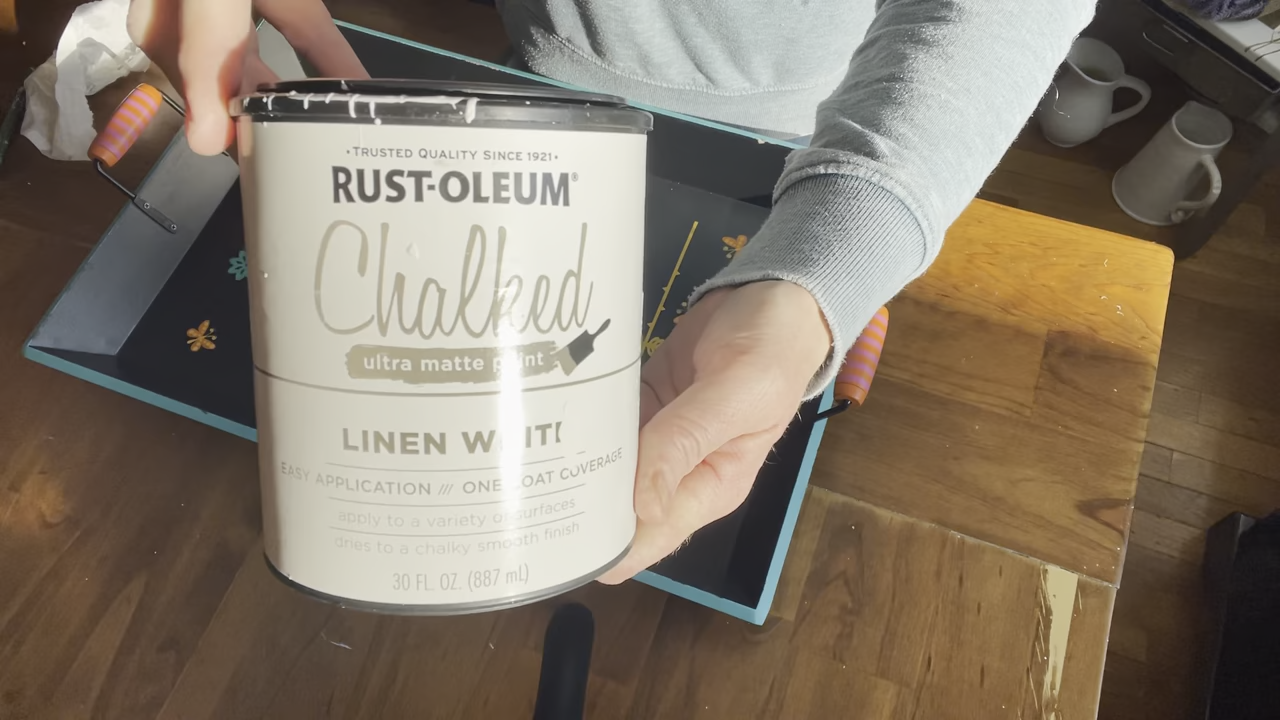 ·TRUSTED QUALITY SINCE 1921·
RUST-OLEUM®
Chalked
ultra matte paint
LINEN WHITE
EASY APPLICATION /// ONE COAT COVERAGE
apply to a variety of surfaces
dries to a chalky smooth finish
30 FL. OZ. (887 mL)